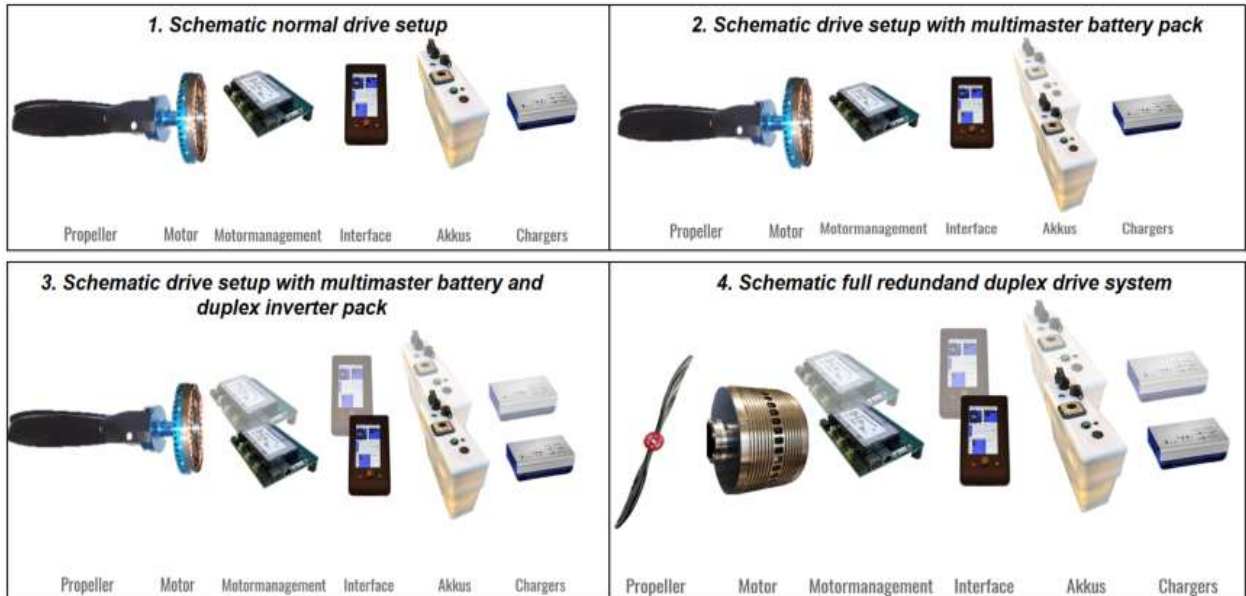 1. Schematic normal drive setup
Propeller Motor Motormanagement Interface Akkus Chargers
2. Schematic drive setup with multimaster battery pack
Propeller Motor Motormanagement Interface Akkus Chargers
3. Schematic drive setup with multimaster battery and
duplex inverter pack
Propeller Motor Motormanagement Interface Akkus Chargers
4. Schematic full redundand duplex drive system
Propeller Motor Motormanagement Interface Akkus Chargers